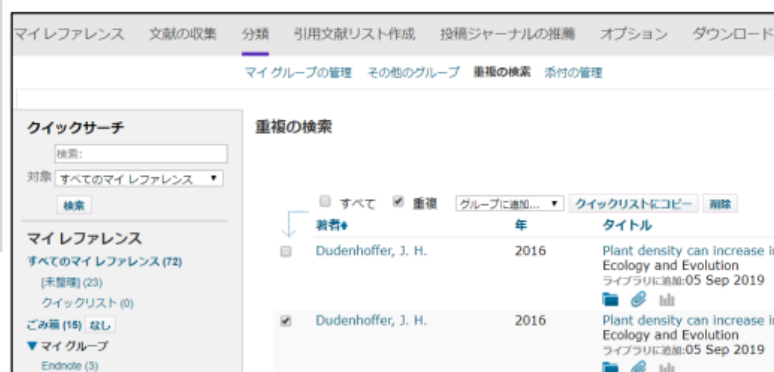 マイレファレンス 文献の収集 分類 引用文献リスト作成 投稿ジャーナルの推薦 オプション ダウンロード
マイ グループの管理 その他のグループ 重複の検索 添付の管理
クイックサーチ
検索:
対象 すべてのマイ レファレンス
検索
マイ レファレンス
すべてのマイ レファレンス (72)
[未整理] (23)
クイックリスト (0)
ごみ箱 (15) なし
▼ マイ グループ
Endnote (3)
重複の検索
すべて 重複 グループに追加... クイックリストにコピー 削除
著者 年 タイトル
Dudenhoffer, J. H. 2016 Plant density can increase
Ecology and Evolution
ライブラリに追加:05 Sep 2019
Dudenhoffer, J. H. 2016 Plant density can increase
Ecology and Evolution
ライブラリに追加:05 Sep 2019